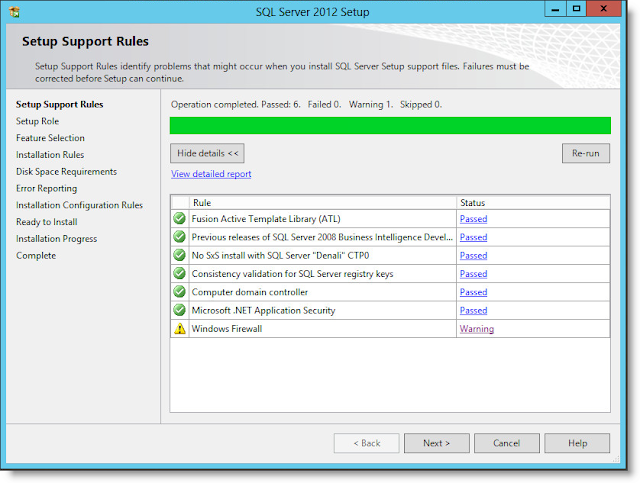 SQL Server 2012 Setup
Setup Support Rules
Setup Support Rules identify problems that might occur when you install SQL Server Setup support files. Failures must be
corrected before Setup can continue.
Setup Support Rules
Setup Role
Feature Selection
Installation Rules
Disk Space Requirements
Error Reporting
Installation Configuration Rules
Ready to Install
Installation Progress
Complete
Operation completed. Passed: 6. Failed 0. Warning 1. Skipped 0.
Hide details <<
Re-run
View detailed report
Rule Status
Fusion Active Template Library (ATL) Passed
Previous releases of SQL Server 2008 Business Intelligence Devel... Passed
No SxS install with SQL Server "Denali" CTP0 Passed
Consistency validation for SQL Server registry keys Passed
Computer domain controller Passed
Microsoft .NET Application Security Passed
Windows Firewall Warning
< Back Next > Cancel Help